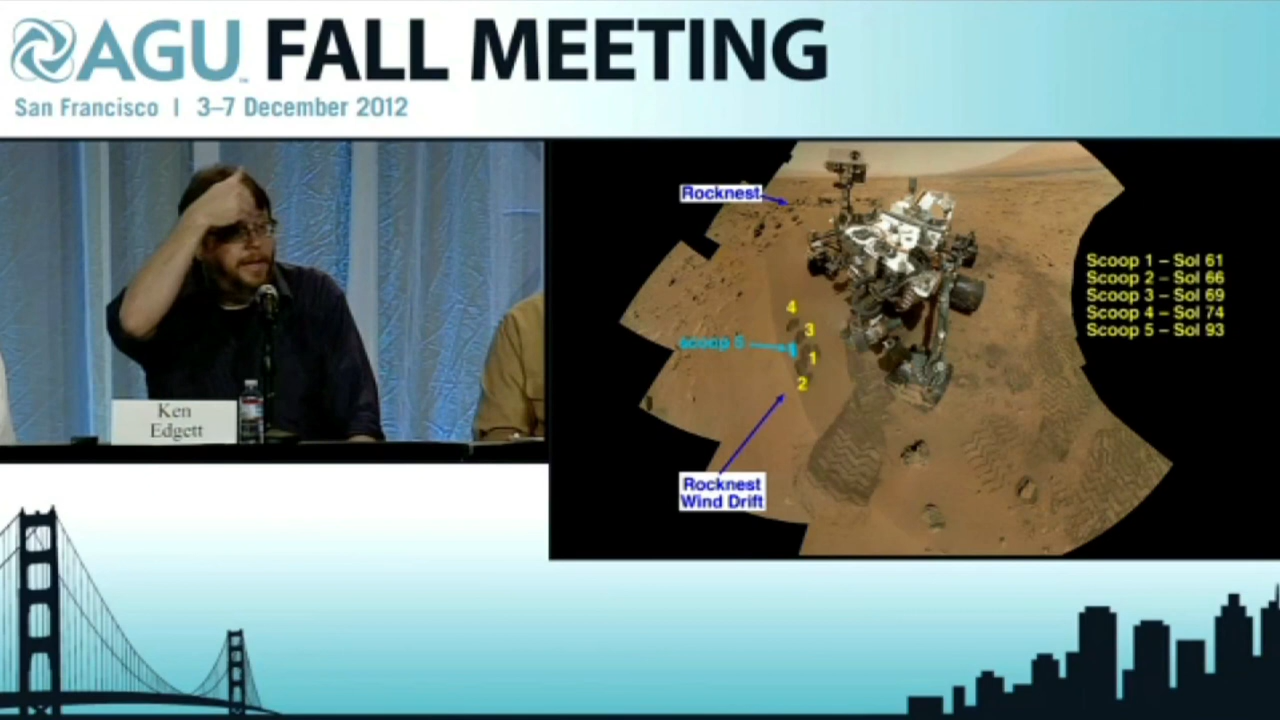 AGU™ FALL MEETING
San Francisco | 3–7 December 2012
Ken
Edgett
Rocknest
4
3
scoop 5
1
2
Rocknest
Wind Drift
Scoop 1 – Sol 61
Scoop 2 – Sol 66
Scoop 3 – Sol 69
Scoop 4 – Sol 74
Scoop 5 – Sol 93